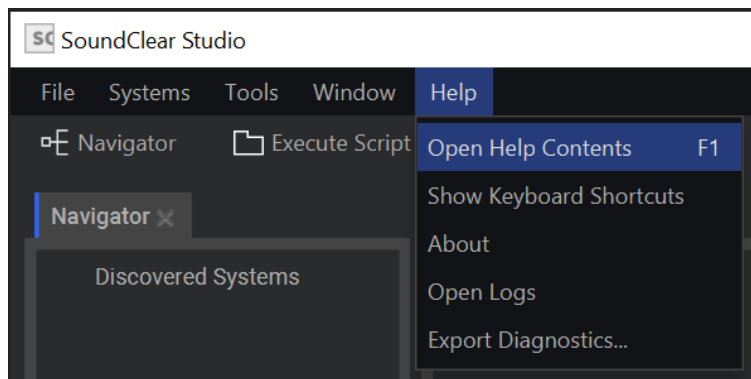 SC SoundClear Studio
File Systems Tools Window Help
Navigator Execute Script
Open Help Contents F1
Show Keyboard Shortcuts
Navigator
About
Discovered Systems
Open Logs
Export Diagnostics...